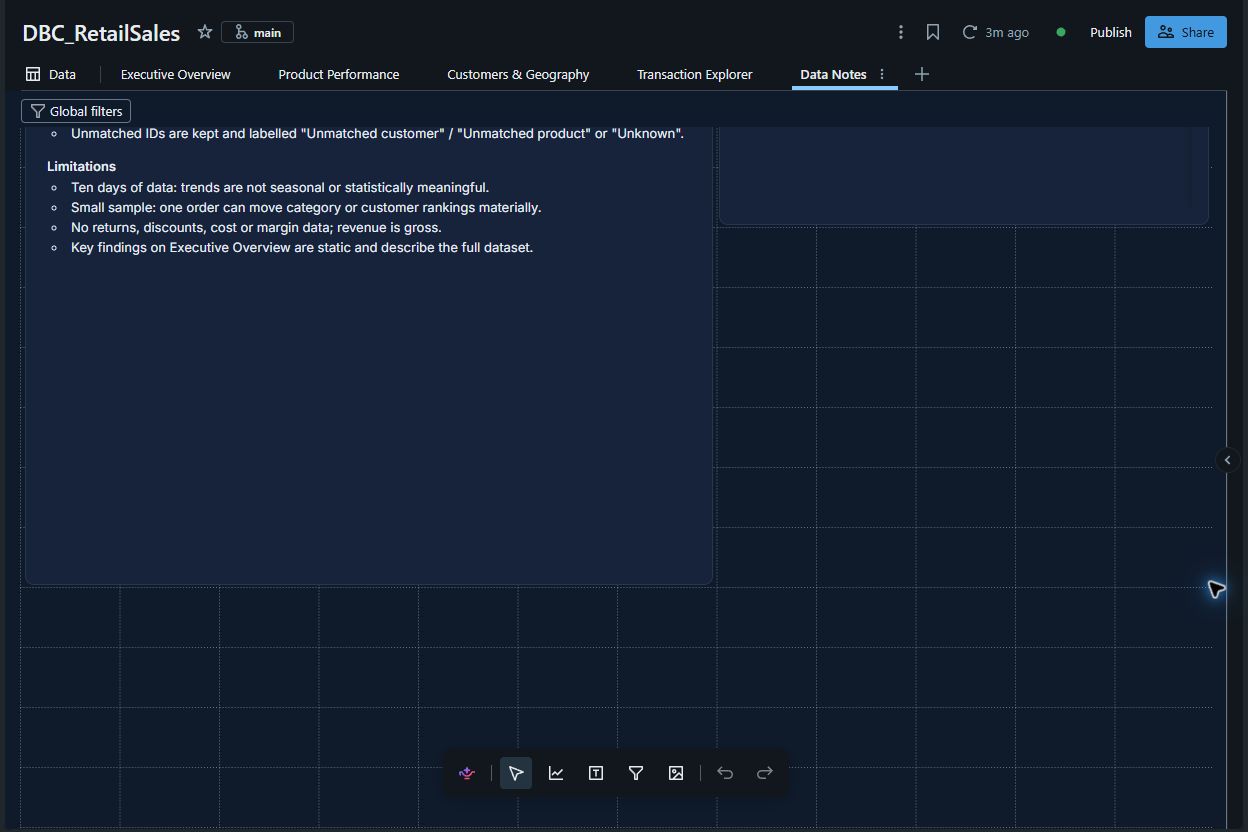 DBC_RetailSales
main
3m ago
Publish
Share
Data
Executive Overview
Product Performance
Customers & Geography
Transaction Explorer
Data Notes
Global filters
Unmatched IDs are kept and labelled "Unmatched customer" / "Unmatched product" or "Unknown".
Limitations
Ten days of data: trends are not seasonal or statistically meaningful.
Small sample: one order can move category or customer rankings materially.
No returns, discounts, cost or margin data; revenue is gross.
Key findings on Executive Overview are static and describe the full dataset.